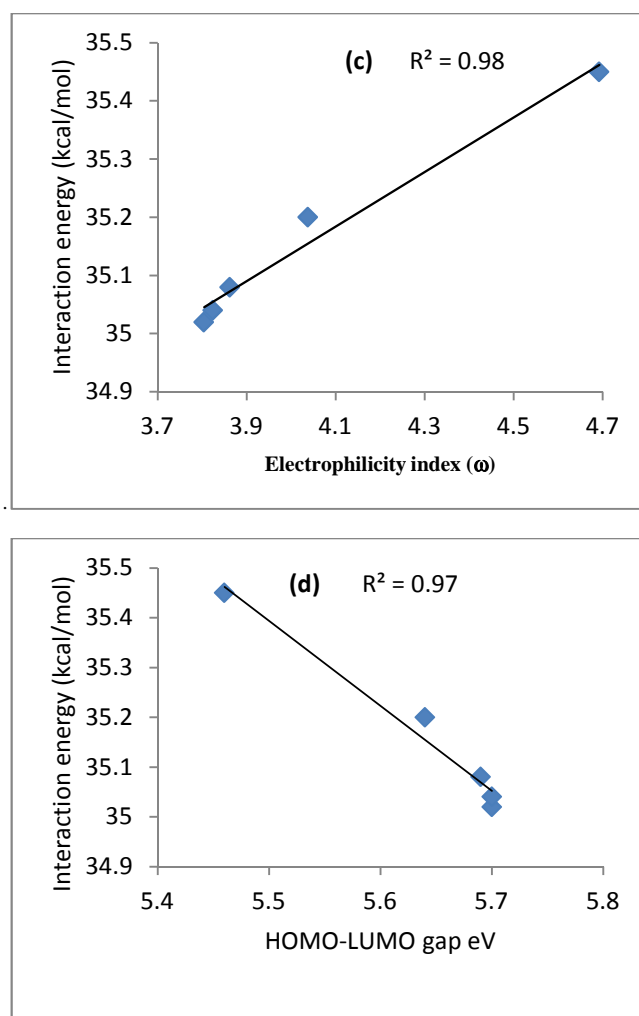 (c) R² = 0.98
Interaction energy (kcal/mol)
35.5
35.4
35.3
35.2
35.1
35
34.9
3.7 3.9 4.1 4.3 4.5 4.7
Electrophilicity index (ω)
.
(d) R² = 0.97
Interaction energy (kcal/mol)
35.5
35.4
35.3
35.2
35.1
35
34.9
5.4 5.5 5.6 5.7 5.8
HOMO-LUMO gap eV